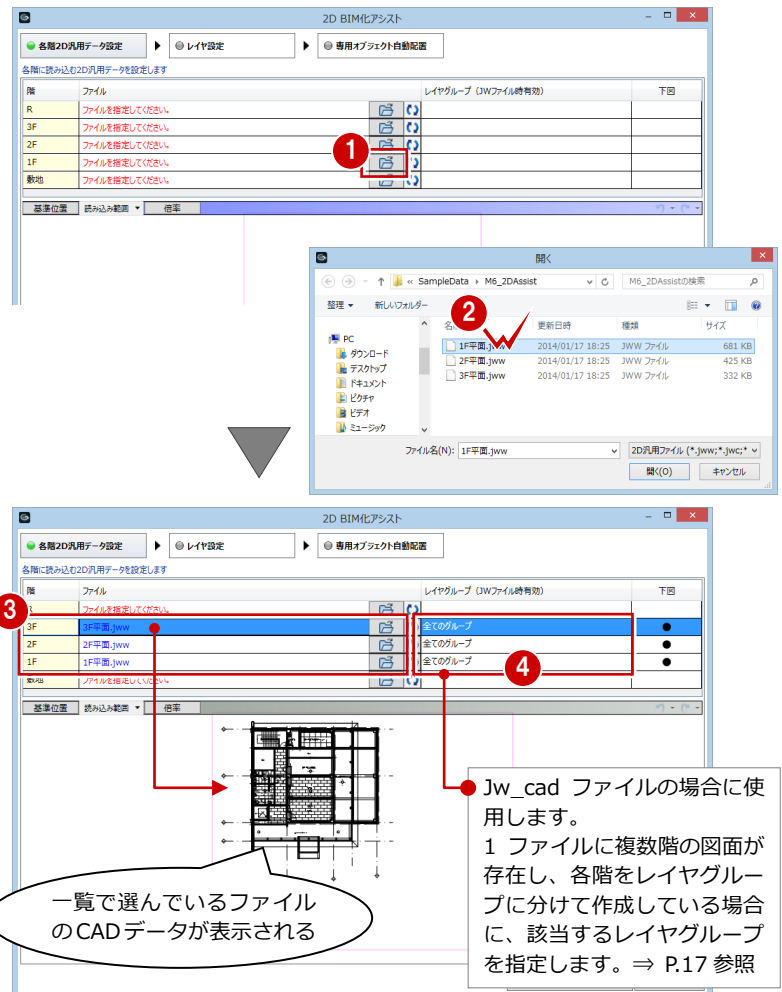 2D BIM化アシスト
各階2D汎用データ設定 ▶ レイヤ設定 ▶ 専用オブジェクト自動配置
各階に読み込む2D汎用データを設定します
階 ファイル レイヤグループ（JWファイル時有効） 下図
R ファイルを指定してください。
3F ファイルを指定してください。
2F ファイルを指定してください。
1F ファイルを指定してください。
敷地 ファイルを指定してください。
1
基準位置 読み込み範囲 ▼ 倍率
開く
« SampleData ▸ M6_2DAssist M6_2DAssistの検索
整理 ▼ 新しいフォルダー
2
更新日時 種類 サイズ
PC
ダウンロード
デスクトップ
ドキュメント
ピクチャ
ビデオ
ミュージック
1F平面.jww 2014/01/17 18:25 JWW ファイル 681 KB
2F平面.jww 2014/01/17 18:25 JWW ファイル 425 KB
3F平面.jww 2014/01/17 18:25 JWW ファイル 332 KB
ファイル名(N): 1F平面.jww 2D汎用ファイル (*.jww;*.jwc;*
開く(O) キャンセル
2D BIM化アシスト
各階2D汎用データ設定 ▶ レイヤ設定 ▶ 専用オブジェクト自動配置
各階に読み込む2D汎用データを設定します
階 ファイル レイヤグループ（JWファイル時有効） 下図
R ファイルを指定してください。
3
3F 3F平面.jww 全てのグループ ●
2F 2F平面.jww 全てのグループ ●
1F 1F平面.jww 全てのグループ ●
4
敷地 ファイルを指定してください。
基準位置 読み込み範囲 ▼ 倍率
Jw_cad ファイルの場合に使
用します。
1 ファイルに複数階の図面が
存在し、各階をレイヤグルー
プに分けて作成している場合
に、該当するレイヤグループ
を指定します。⇒ P.17 参照
一覧で選んでいるファイル
のCADデータが表示される